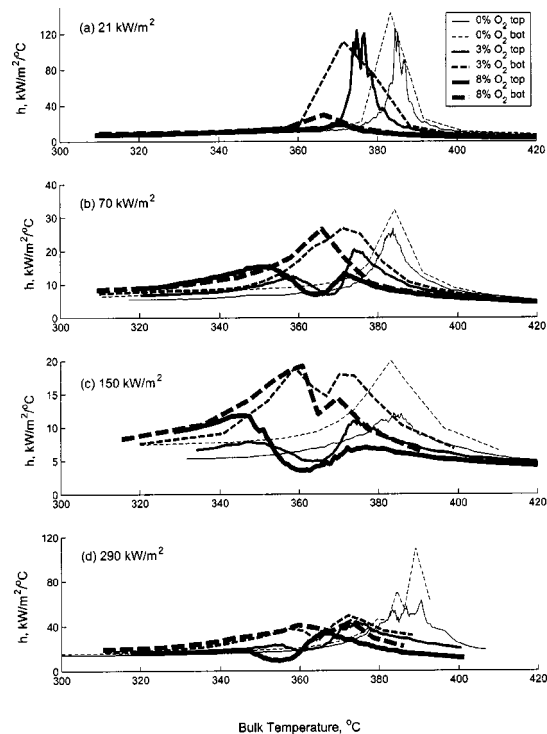 (a) 21 kW/m²
0% O₂ top
0% O₂ bot
3% O₂ top
3% O₂ bot
8% O₂ top
8% O₂ bot
h, kW/m²/°C
120
80
40
0
300 320 340 360 380 400 420
(b) 70 kW/m²
h, kW/m²/°C
40
30
20
10
0
300 320 340 360 380 400 420
(c) 150 kW/m²
h, kW/m²/°C
20
15
10
5
0
300 320 340 360 380 400 420
(d) 290 kW/m²
h, kW/m²/°C
120
80
40
0
300 320 340 360 380 400 420
Bulk Temperature, °C